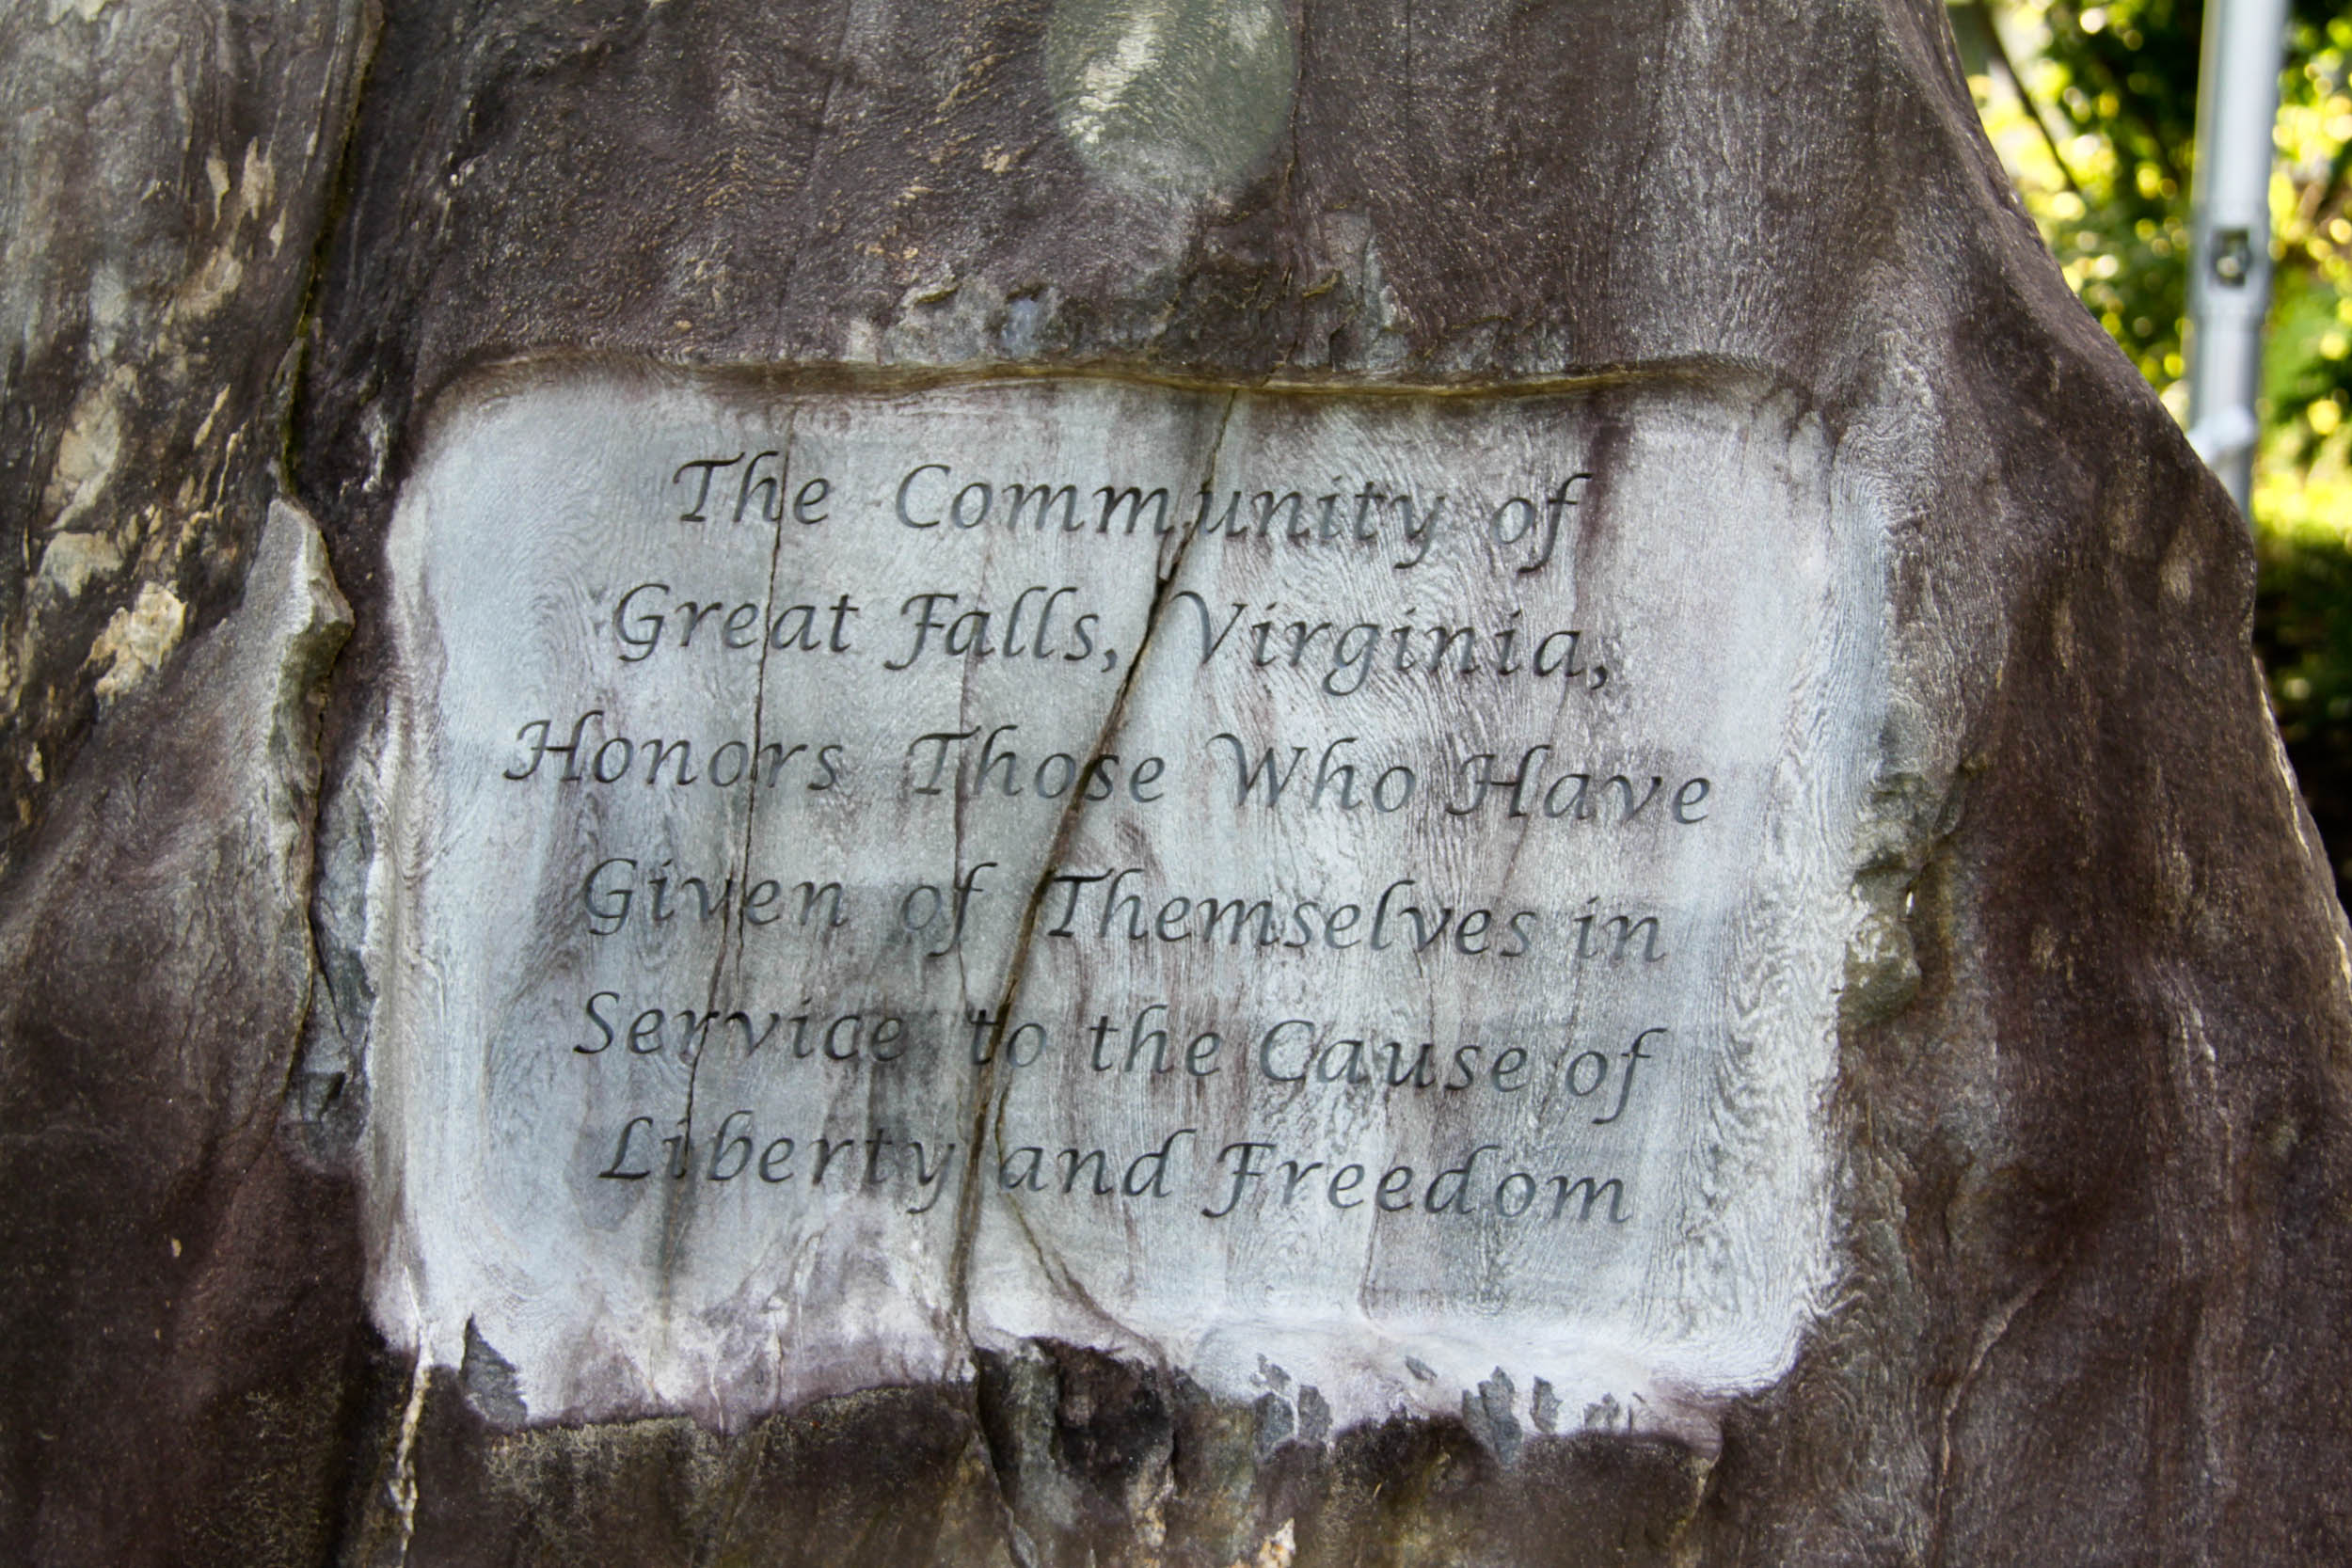 The Community of
Great Falls, Virginia,
Honors Those Who Have
Given of Themselves in
Service to the Cause of
Liberty and Freedom